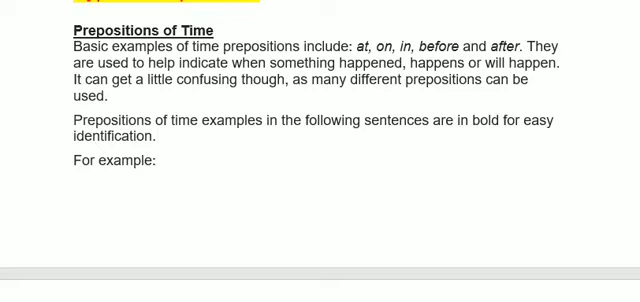 Prepositions of Time
Basic examples of time prepositions include: at, on, in, before and after. They
are used to help indicate when something happened, happens or will happen.
It can get a little confusing though, as many different prepositions can be
used.
Prepositions of time examples in the following sentences are in bold for easy
identification.
For example: